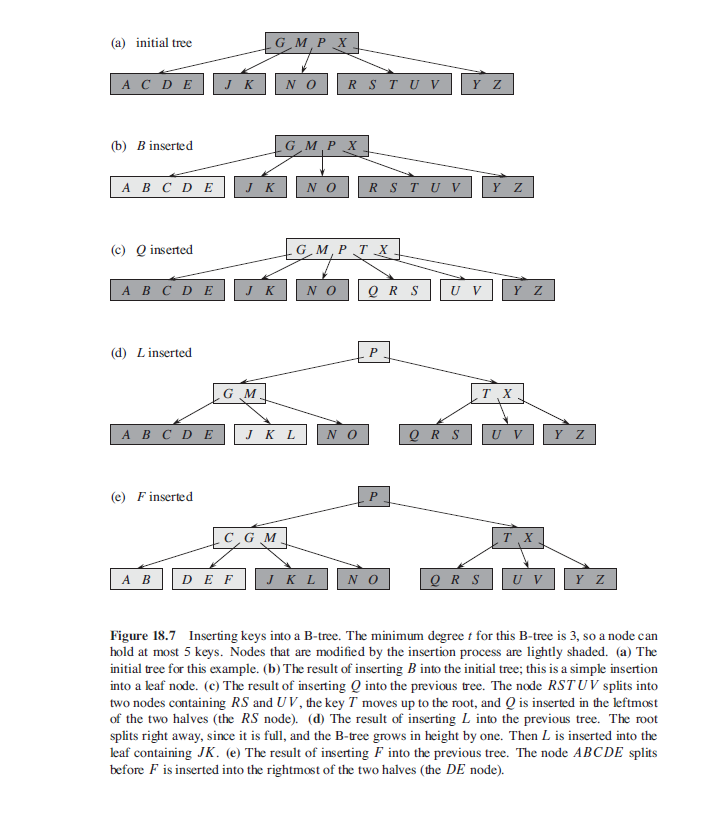 (a) initial tree
G M P X
A C D E J K N O R S T U V Y Z
(b) B inserted
G M P X
A B C D E J K N O R S T U V Y Z
(c) Q inserted
G M P T X
A B C D E J K N O Q R S U V Y Z
(d) L inserted
P
G M T X
A B C D E J K L N O Q R S U V Y Z
(e) F inserted
P
C G M T X
A B D E F J K L N O Q R S U V Y Z
Figure 18.7 Inserting keys into a B-tree. The minimum degree t for this B-tree is 3, so a node can
hold at most 5 keys. Nodes that are modified by the insertion process are lightly shaded. (a) The
initial tree for this example. (b) The result of inserting B into the initial tree; this is a simple insertion
into a leaf node. (c) The result of inserting Q into the previous tree. The node RSTUV splits into
two nodes containing RS and UV, the key T moves up to the root, and Q is inserted in the leftmost
of the two halves (the RS node). (d) The result of inserting L into the previous tree. The root
splits right away, since it is full, and the B-tree grows in height by one. Then L is inserted into the
leaf containing JK. (e) The result of inserting F into the previous tree. The node ABCDE splits
before F is inserted into the rightmost of the two halves (the DE node).